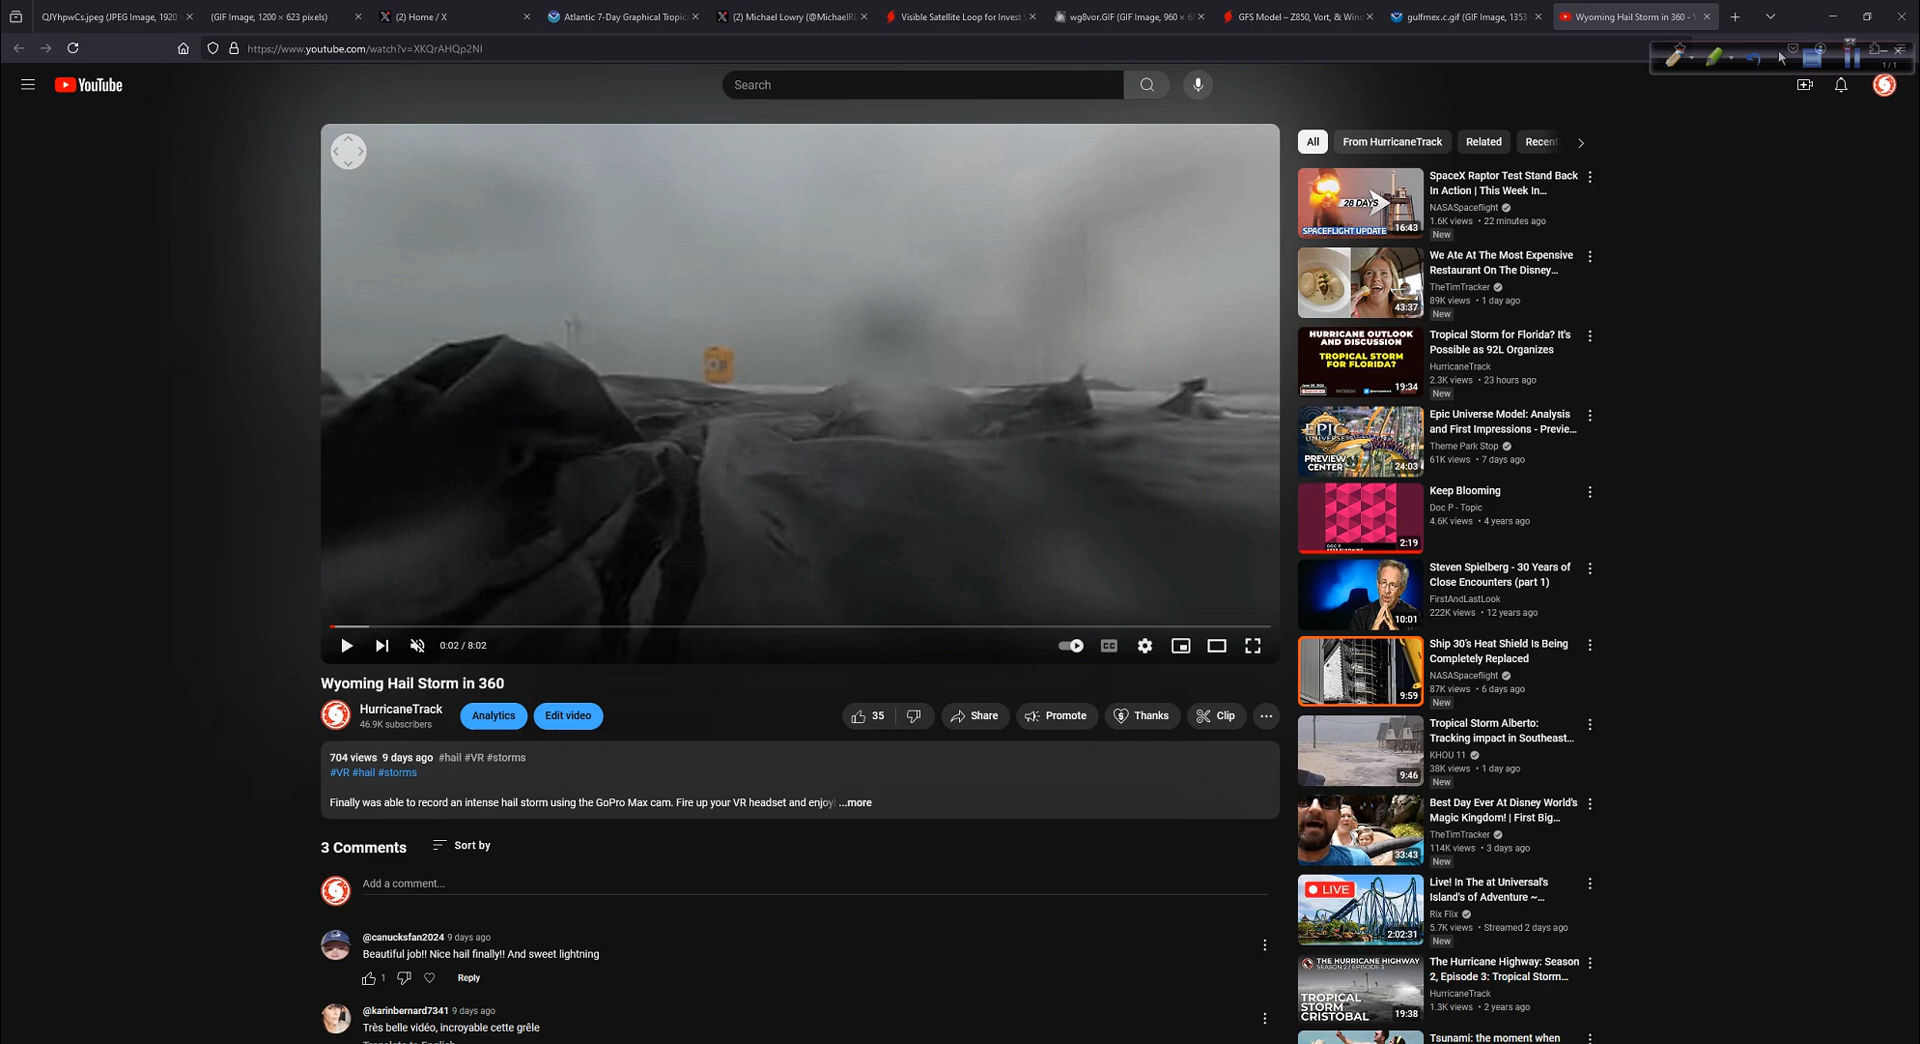 QJYhpwCs.jpeg (JPEG Image, 1920
(GIF Image, 1200 × 623 pixels)
(2) Home / X
Atlantic 7-Day Graphical Tropic
(2) Michael Lowry (@MichaelRL
Visible Satellite Loop for Invest
wg8vor.GIF (GIF Image, 960 × 6
GFS Model – Z850, Vort, & Win
gulfmex.c.gif (GIF Image, 1353
Wyoming Hail Storm in 360 -
https://www.youtube.com/watch?v=XKQrAHQp2NI
1 / 1
YouTube
Search
All
From HurricaneTrack
Related
Recent
28 DAYS
SPACEFLIGHT UPDATE
16:43
SpaceX Raptor Test Stand Back
In Action | This Week In...
NASASpaceflight
1.6K views • 22 minutes ago
New
43:37
We Ate At The Most Expensive
Restaurant On The Disney...
TheTimTracker
89K views • 1 day ago
New
HURRICANE OUTLOOK
AND DISCUSSION
TROPICAL STORM
FOR FLORIDA?
19:34
Tropical Storm for Florida? It's
Possible as 92L Organizes
HurricaneTrack
2.3K views • 23 hours ago
New
EPIC
UNIVERSE
PREVIEW
CENTER
24:03
Epic Universe Model: Analysis
and First Impressions - Previe...
Theme Park Stop
61K views • 7 days ago
DOC P
KEEP BLOOMING
2:19
Keep Blooming
Doc P - Topic
4.6K views • 4 years ago
10:01
Steven Spielberg - 30 Years of
Close Encounters (part 1)
FirstAndLastLook
222K views • 12 years ago
9:59
Ship 30's Heat Shield Is Being
Completely Replaced
NASASpaceflight
87K views • 6 days ago
New
9:46
Tropical Storm Alberto:
Tracking impact in Southeast...
KHOU 11
38K views • 1 day ago
New
33:43
Best Day Ever At Disney World's
Magic Kingdom! | First Big...
TheTimTracker
114K views • 3 days ago
New
LIVE
2:02:31
Live! In The at Universal's
Island's of Adventure ~...
Rix Flix
5.7K views • Streamed 2 days ago
New
THE HURRICANE HIGHWAY
SEASON 2 / EPISODE 3
TROPICAL
STORM
CRISTOBAL
19:38
The Hurricane Highway: Season
2, Episode 3: Tropical Storm...
HurricaneTrack
1.3K views • 2 years ago
Tsunami: the moment when
0:02 / 8:02
CC
Wyoming Hail Storm in 360
HurricaneTrack
46.9K subscribers
Analytics
Edit video
35
Share
Promote
Thanks
Clip
704 views 9 days ago #hail #VR #storms
#VR #hail #storms
Finally was able to record an intense hail storm using the GoPro Max cam. Fire up your VR headset and enjoy! ...more
3 Comments
Sort by
Add a comment...
@canucksfan2024 9 days ago
Beautiful job!! Nice hail finally!! And sweet lightning
1
Reply
@karinbernard7341 9 days ago
Très belle vidéo, incroyable cette grêle
Translate to English